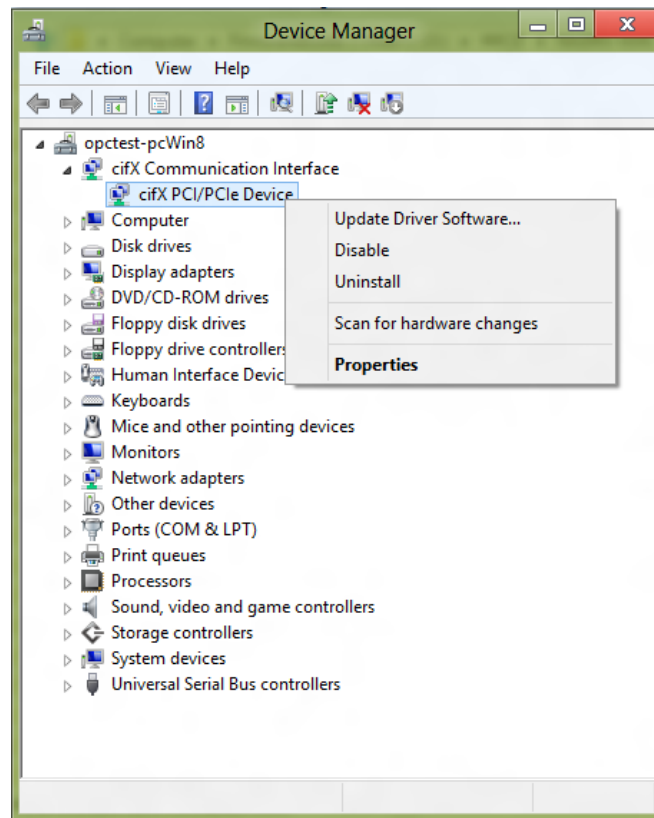 Device Manager
X
File Action View Help
?
opctest-pcWin8
cifX Communication Interface
cifX PCI/PCIe Device
Update Driver Software...
Computer
Disable
Disk drives
Uninstall
Display adapters
DVD/CD-ROM drives
Scan for hardware changes
Floppy disk drives
Floppy drive controllers
Properties
Human Interface Devic
Keyboards
Mice and other pointing devices
Monitors
Network adapters
Other devices
Ports (COM & LPT)
Print queues
Processors
Sound, video and game controllers
Storage controllers
System devices
Universal Serial Bus controllers